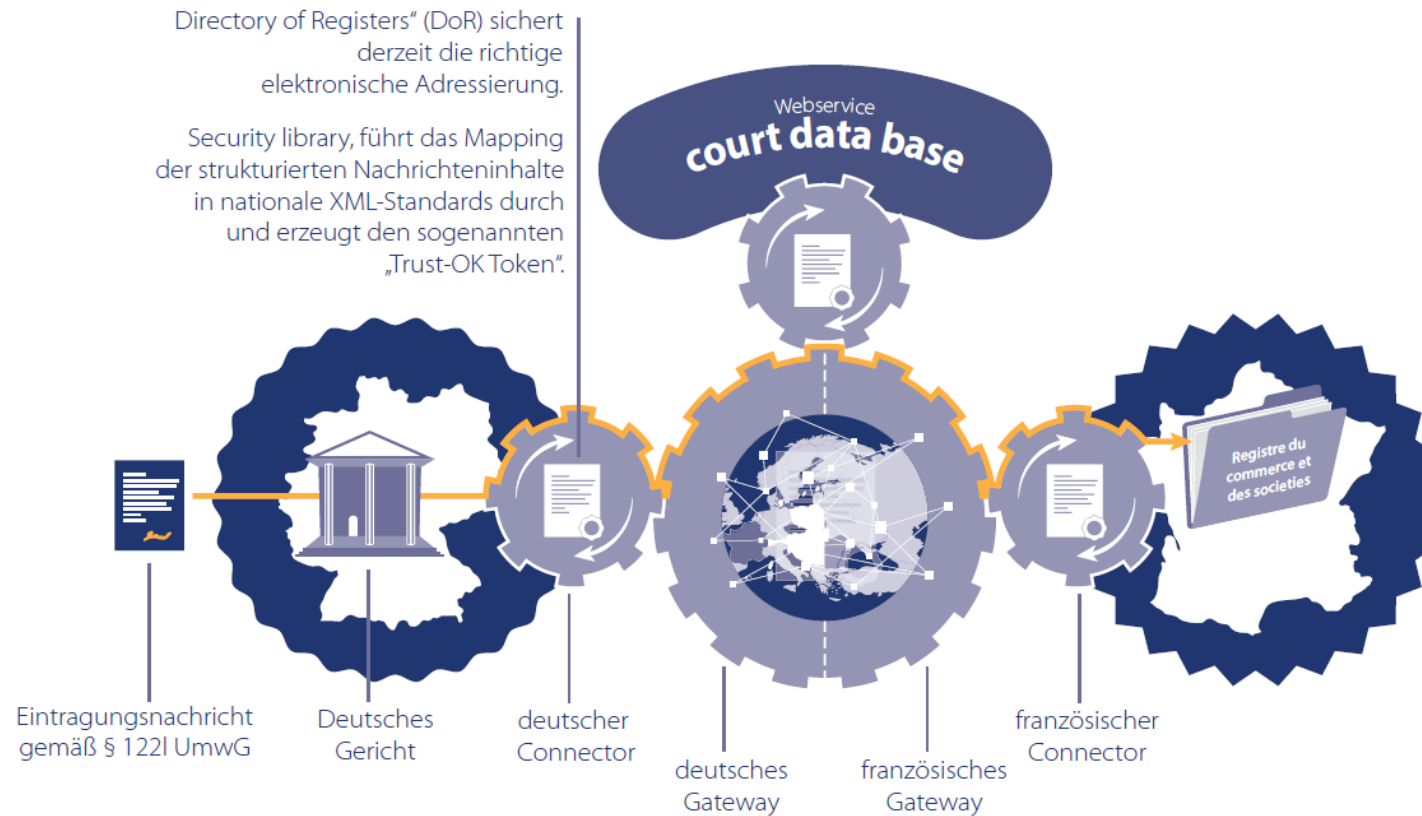 Directory of Registers“ (DoR) sichert
derzeit die richtige
elektronische Adressierung.
Security library, führt das Mapping
der strukturierten Nachrichteninhalte
in nationale XML-Standards durch
und erzeugt den sogenannten
„Trust-OK Token“.
Webservice
court data base
Registre du
commerce et
des societies
Eintragungsnachricht
gemäß § 122l UmwG
Deutsches
Gericht
deutscher
Connector
deutsches
Gateway
französisches
Gateway
französischer
Connector